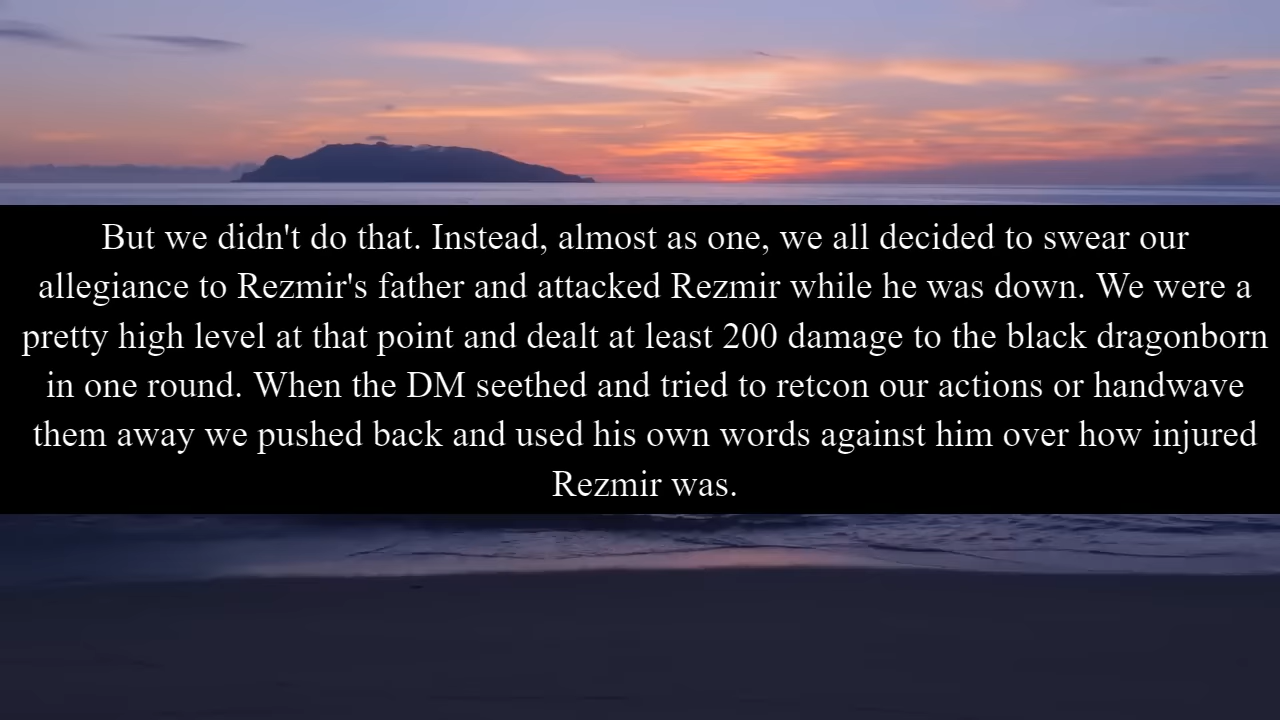 But we didn't do that. Instead, almost as one, we all decided to swear our
allegiance to Rezmir's father and attacked Rezmir while he was down. We were a
pretty high level at that point and dealt at least 200 damage to the black dragonborn
in one round. When the DM seethed and tried to retcon our actions or handwave
them away we pushed back and used his own words against him over how injured
Rezmir was.